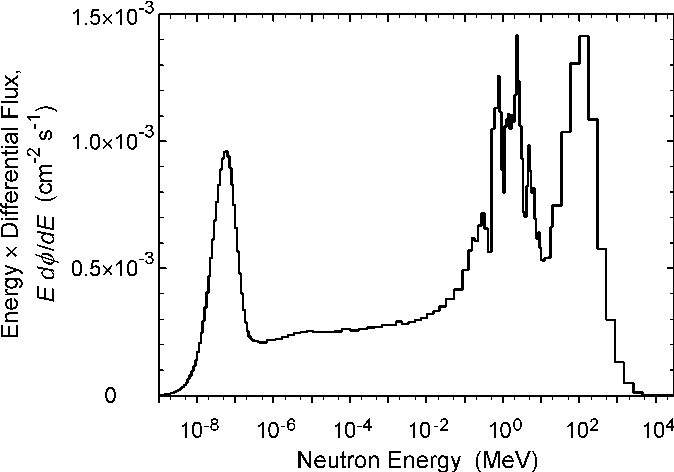 Energy × Differential Flux,
E dϕ/dE (cm⁻² s⁻¹)
1.5×10⁻³
1.0×10⁻³
0.5×10⁻³
0
10⁻⁸ 10⁻⁶ 10⁻⁴ 10⁻² 10⁰ 10² 10⁴
Neutron Energy (MeV)